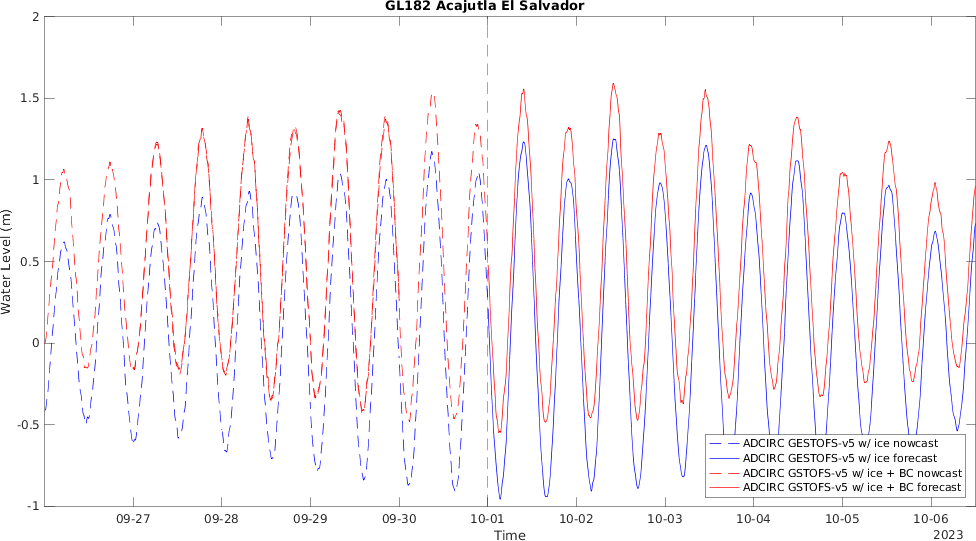 GL182 Acajutla El Salvador
2
1.5
1
0.5
0
-0.5
-1
Water Level (m)
ADCIRC GESTOFS-v5 w/ ice nowcast
ADCIRC GESTOFS-v5 w/ ice forecast
ADCIRC GSTOFS-v5 w/ ice + BC nowcast
ADCIRC GSTOFS-v5 w/ ice + BC forecast
09-27 09-28 09-29 09-30 10-01 10-02 10-03 10-04 10-05 10-06
Time
2023